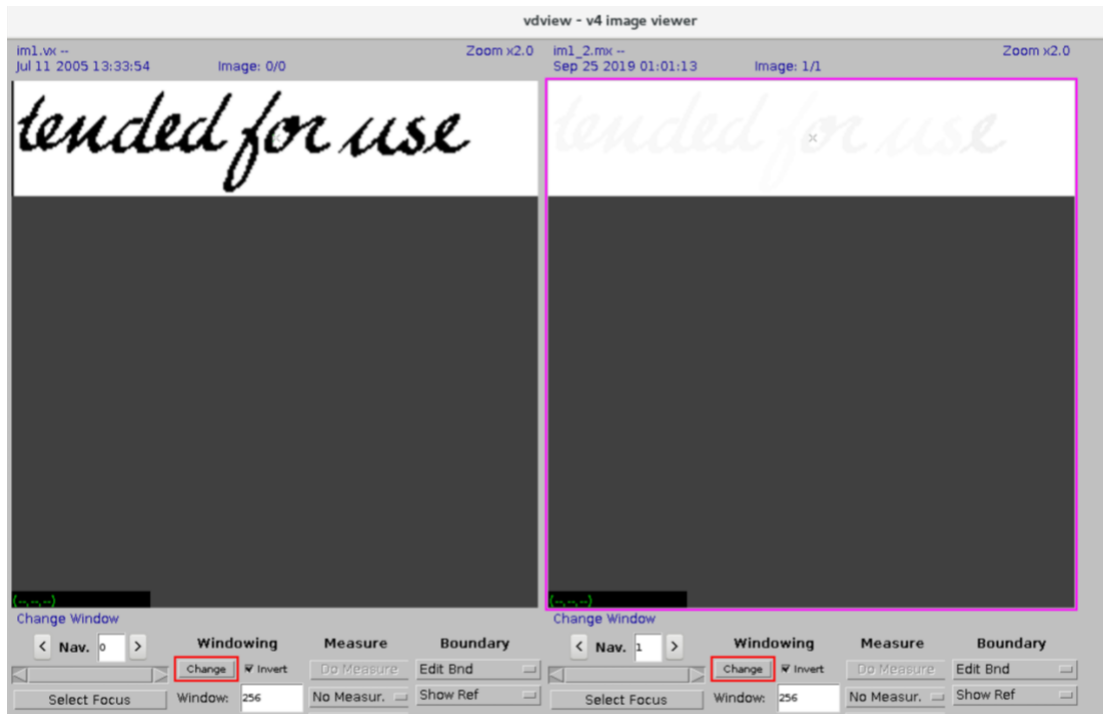 vdview - v4 image viewer
im1.vx --
Jul 11 2005 13:33:54 Image: 0/0 Zoom x2.0
tended for use
(--,--,--)
Change Window
< Nav. 0 > Windowing Measure Boundary
Change Invert Do Measure Edit Bnd
Select Focus Window: 256 No Measur. Show Ref
im1_2.mx --
Sep 25 2019 01:01:13 Image: 1/1 Zoom x2.0
tended for use
(--,--,--)
Change Window
< Nav. 1 > Windowing Measure Boundary
Change Invert Do Measure Edit Bnd
Select Focus Window: 256 No Measur. Show Ref